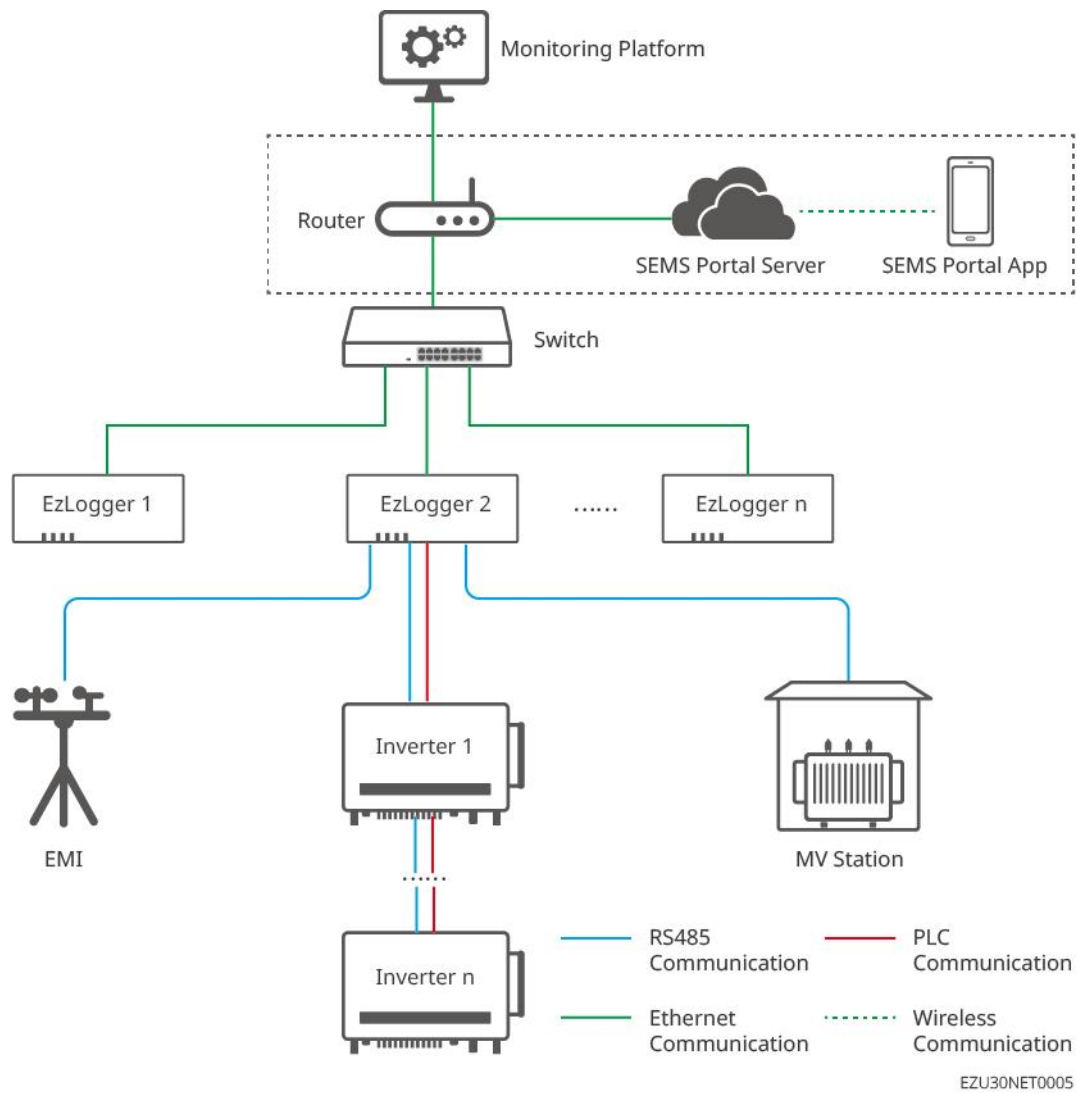 Monitoring Platform
Router
SEMS Portal Server
SEMS Portal App
Switch
EzLogger 1
EzLogger 2
......
EzLogger n
Inverter 1
EMI
MV Station
......
Inverter n
RS485
Communication
PLC
Communication
Ethernet
Communication
Wireless
Communication
EZU30NET0005